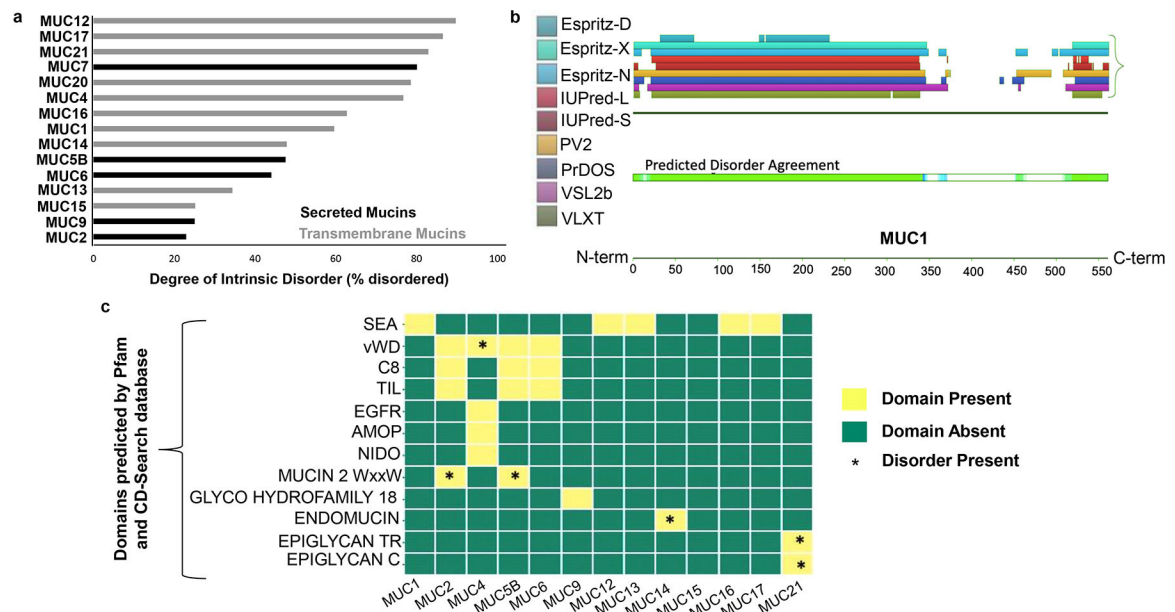 a
MUC12
MUC17
MUC21
MUC7
MUC20
MUC4
MUC16
MUC1
MUC14
MUC5B
MUC6
MUC13
MUC15
MUC9
MUC2
Secreted Mucins
Transmembrane Mucins
0 20 40 60 80 100
Degree of Intrinsic Disorder (% disordered)
b
Espritz-D
Espritz-X
Espritz-N
IUPred-L
IUPred-S
PV2
PrDOS
VSL2b
VLXT
Predicted Disorder Agreement
MUC1
N-term
C-term
0 50 100 150 200 250 300 350 400 450 500 550
c
Domains predicted by Pfam
and CD-Search database
SEA
vWD
*
C8
TIL
EGFR
AMOP
NIDO
MUCIN 2 WxxW
* *
GLYCO HYDROFAMILY 18
ENDOMUCIN
*
EPIGLYCAN TR
*
EPIGLYCAN C
*
MUC1 MUC2 MUC4 MUC5B MUC6 MUC9 MUC12 MUC13 MUC14 MUC15 MUC16 MUC17 MUC21
Domain Present
Domain Absent
* Disorder Present